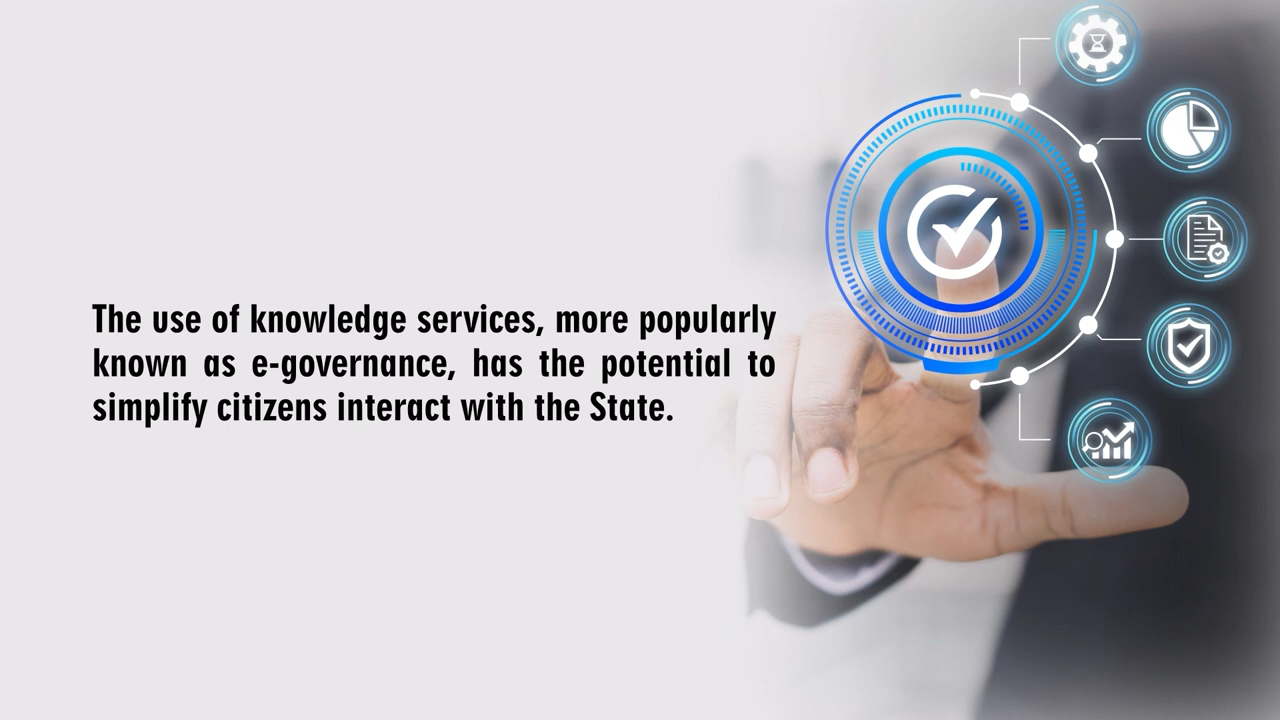 The use of knowledge services, more popularly
known as e-governance, has the potential to
simplify citizens interact with the State.